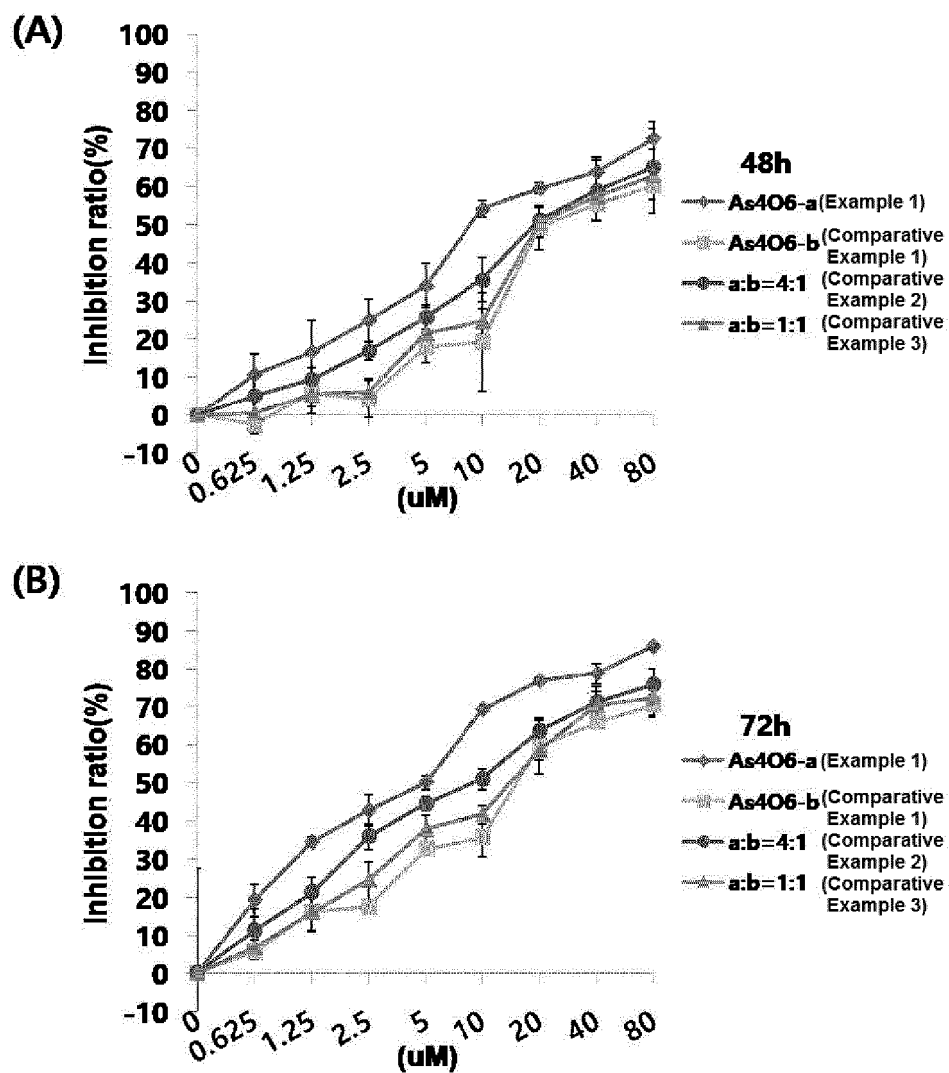 (A)
100
90
80
70
60
50
40
30
20
10
0
-10
Inhibition ratio(%)
0
0.625
1.25
2.5
5
10
20
40
80
(uM)
48h
As4O6-a (Example 1)
As4O6-b (Comparative
Example 1)
a:b=4:1 (Comparative
Example 2)
a:b=1:1 (Comparative
Example 3)
(B)
100
90
80
70
60
50
40
30
20
10
0
-10
Inhibition ratio(%)
0
0.625
1.25
2.5
5
10
20
40
80
(uM)
72h
As4O6-a (Example 1)
As4O6-b (Comparative
Example 1)
a:b=4:1 (Comparative
Example 2)
a:b=1:1 (Comparative
Example 3)